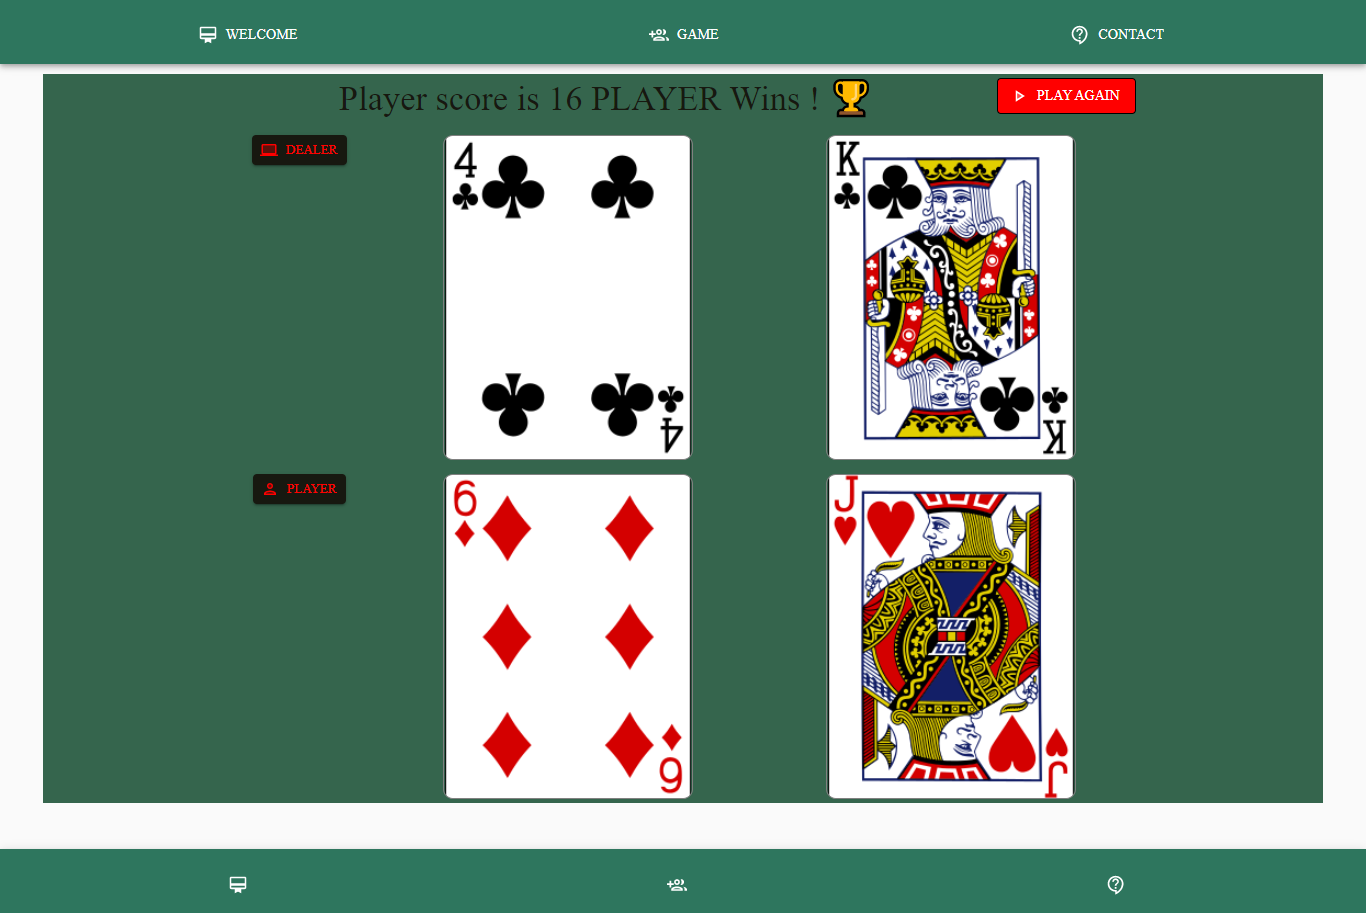 WELCOME
GAME
CONTACT
Player score is 16 PLAYER Wins !
PLAY AGAIN
DEALER
4
4
K
K
PLAYER
6
6
J
J